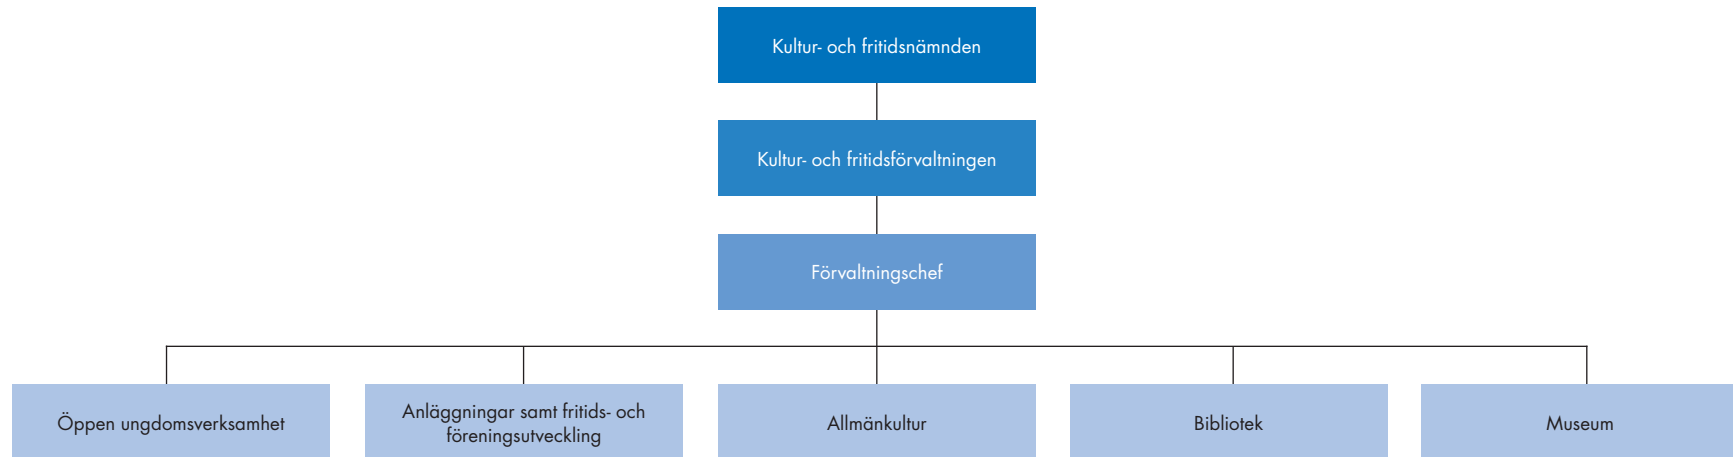 Kultur- och fritidsnämnden
Kultur- och fritidsförvaltningen
Förvaltningschef
Öppen ungdomsverksamhet
Anläggningar samt fritids- och
föreningsutveckling
Allmänkultur
Bibliotek
Museum